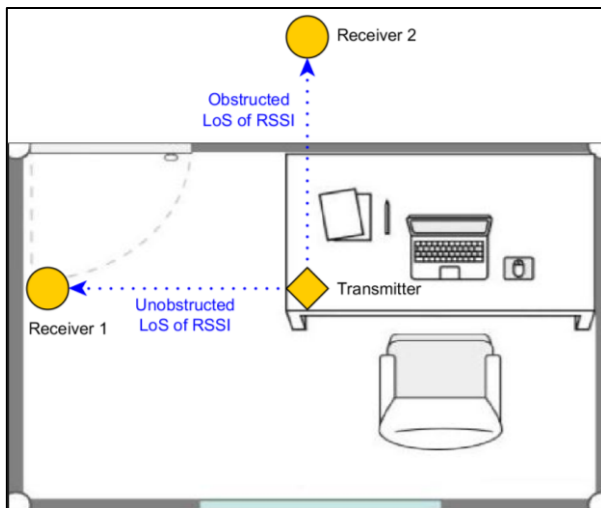 Receiver 2
Obstructed
LoS of RSSI
Transmitter
Unobstructed
LoS of RSSI
Receiver 1